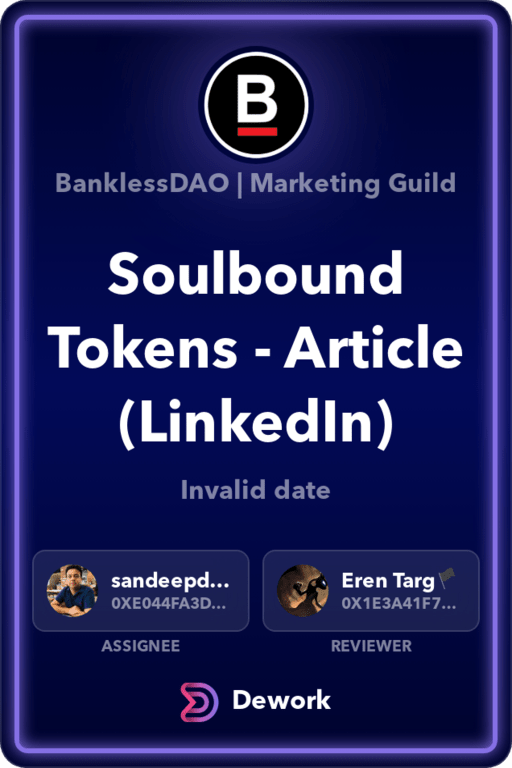 B
BanklessDAO | Marketing Guild
Soulbound
Tokens - Article
(LinkedIn)
Invalid date
sandeepd...
0XE044FA3D...
ASSIGNEE
Eren Targ🏴
0X1E3A41F7...
REVIEWER
Dework